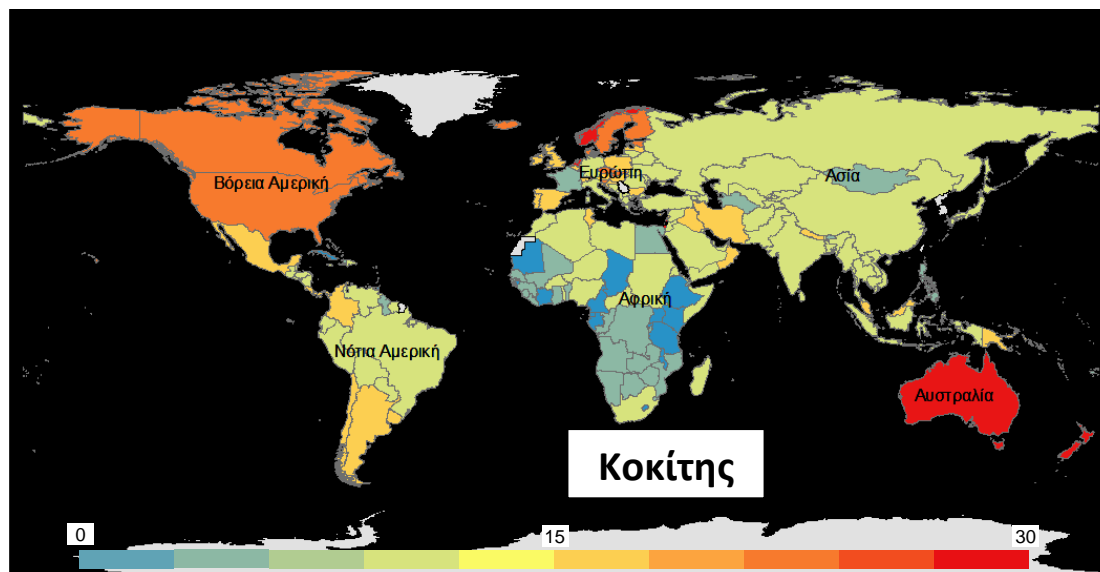 Βόρεια Αμερική
Ευρώπη
Ασία
Αφρική
Νότια Αμερική
Αυστραλία
Κοκίτης
0
15
30